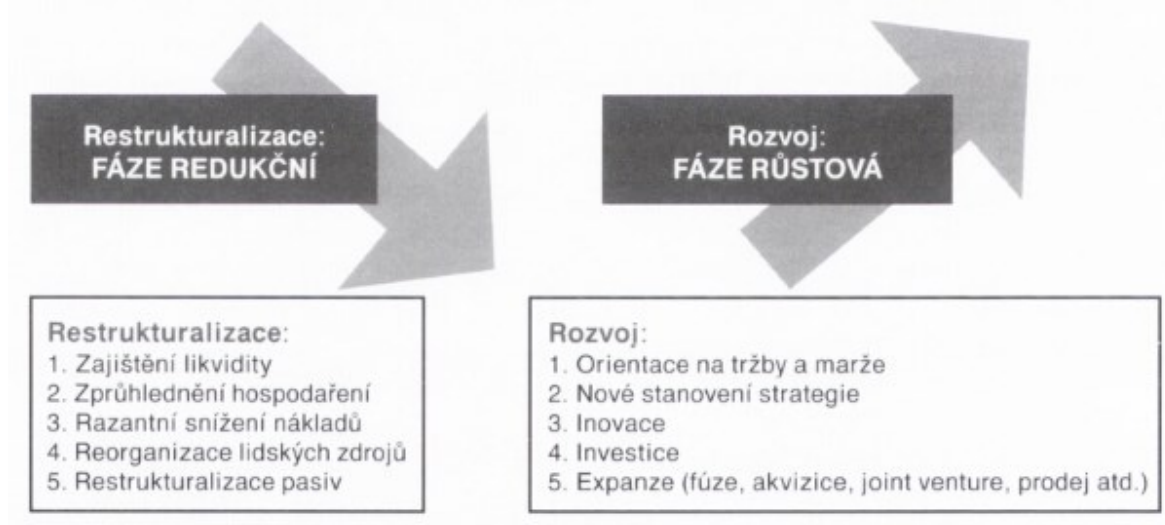 Restrukturalizace:
FÁZE REDUKČNÍ
Rozvoj:
FÁZE RŮSTOVÁ
Restrukturalizace:
1. Zajištění likvidity
2. Zprůhlednění hospodaření
3. Razantní snížení nákladů
4. Reorganizace lidských zdrojů
5. Restrukturalizace pasiv
Rozvoj:
1. Orientace na tržby a marže
2. Nové stanovení strategie
3. Inovace
4. Investice
5. Expanze (fúze, akvizice, joint venture, prodej atd.)